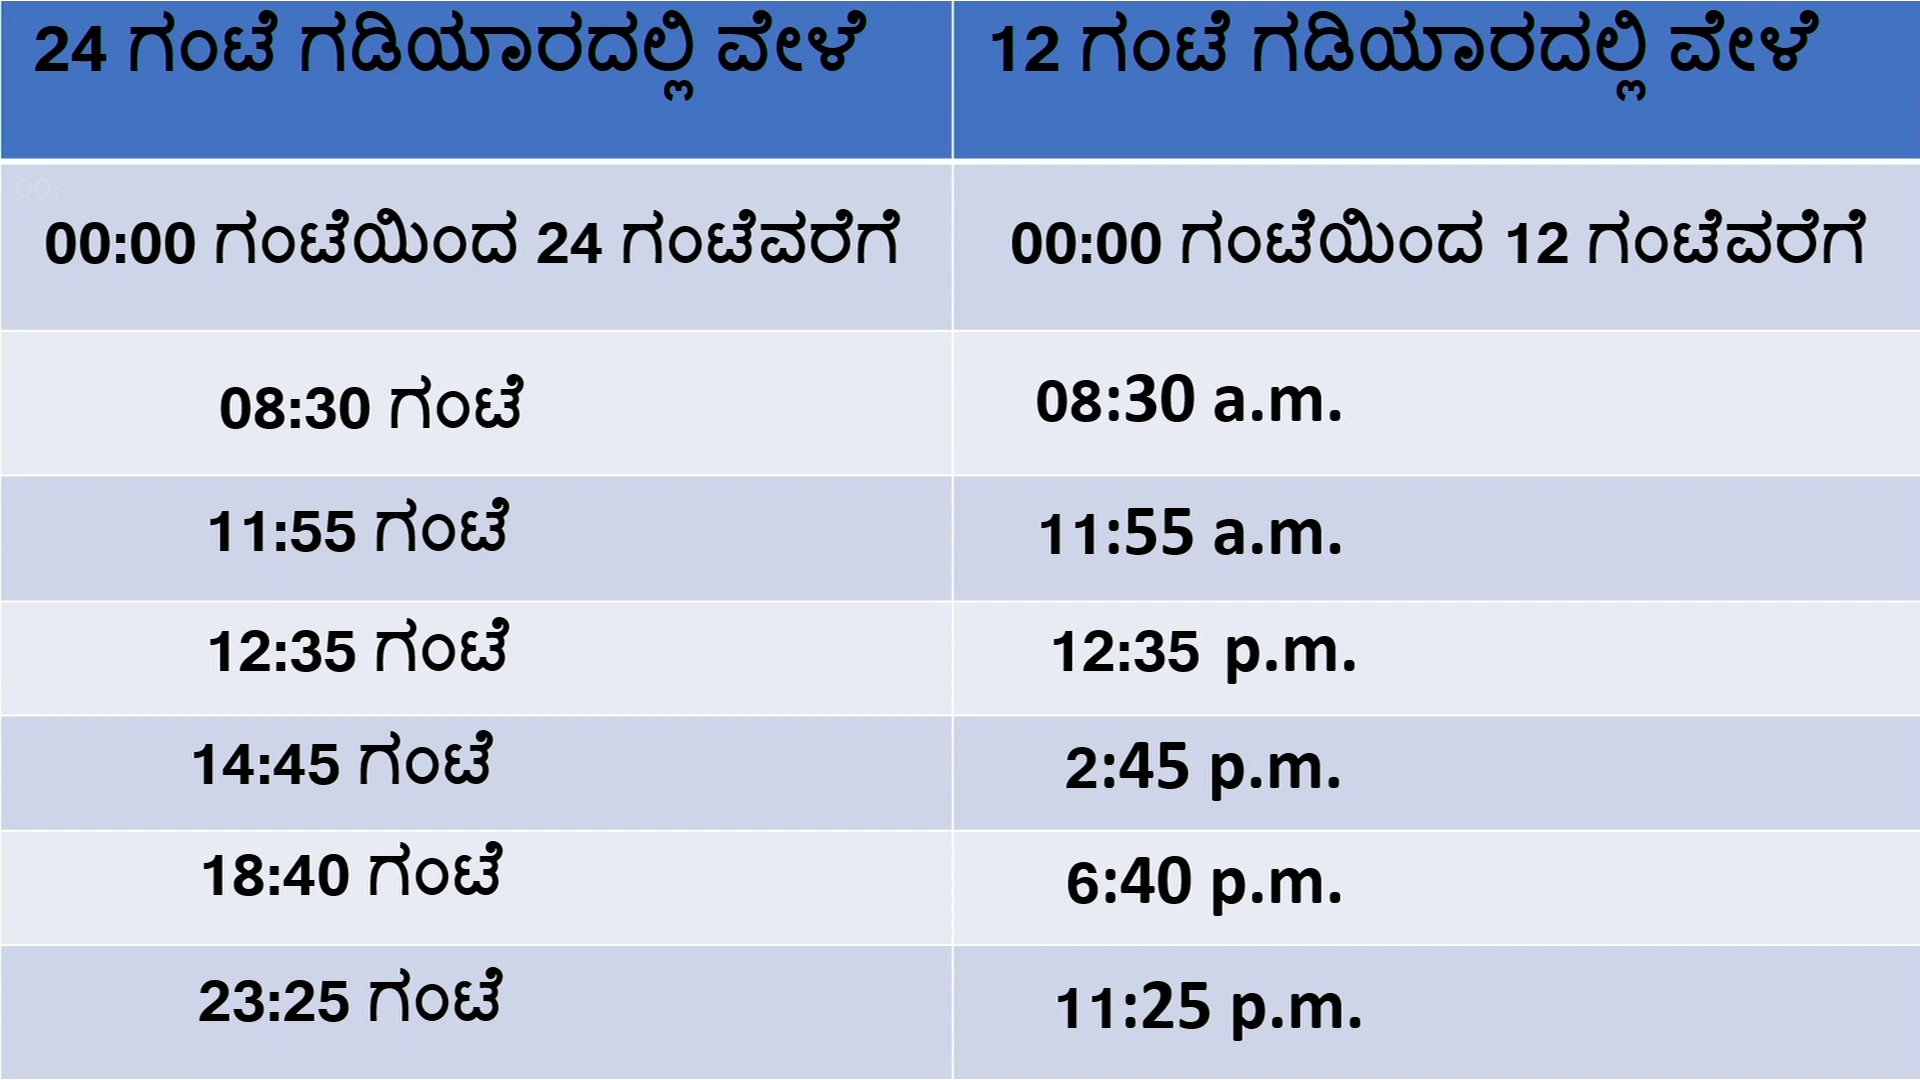 24 ಗಂಟೆ ಗಡಿಯಾರದಲ್ಲಿ ವೇಳೆ 12 ಗಂಟೆ ಗಡಿಯಾರದಲ್ಲಿ ವೇಳೆ
00:
00:00 ಗಂಟೆಯಿಂದ 24 ಗಂಟೆವರೆಗೆ 00:00 ಗಂಟೆಯಿಂದ 12 ಗಂಟೆವರೆಗೆ
08:30 ಗಂಟೆ 08:30 a.m.
11:55 ಗಂಟೆ 11:55 a.m.
12:35 ಗಂಟೆ 12:35 p.m.
14:45 ಗಂಟೆ 2:45 p.m.
18:40 ಗಂಟೆ 6:40 p.m.
23:25 ಗಂಟೆ 11:25 p.m.